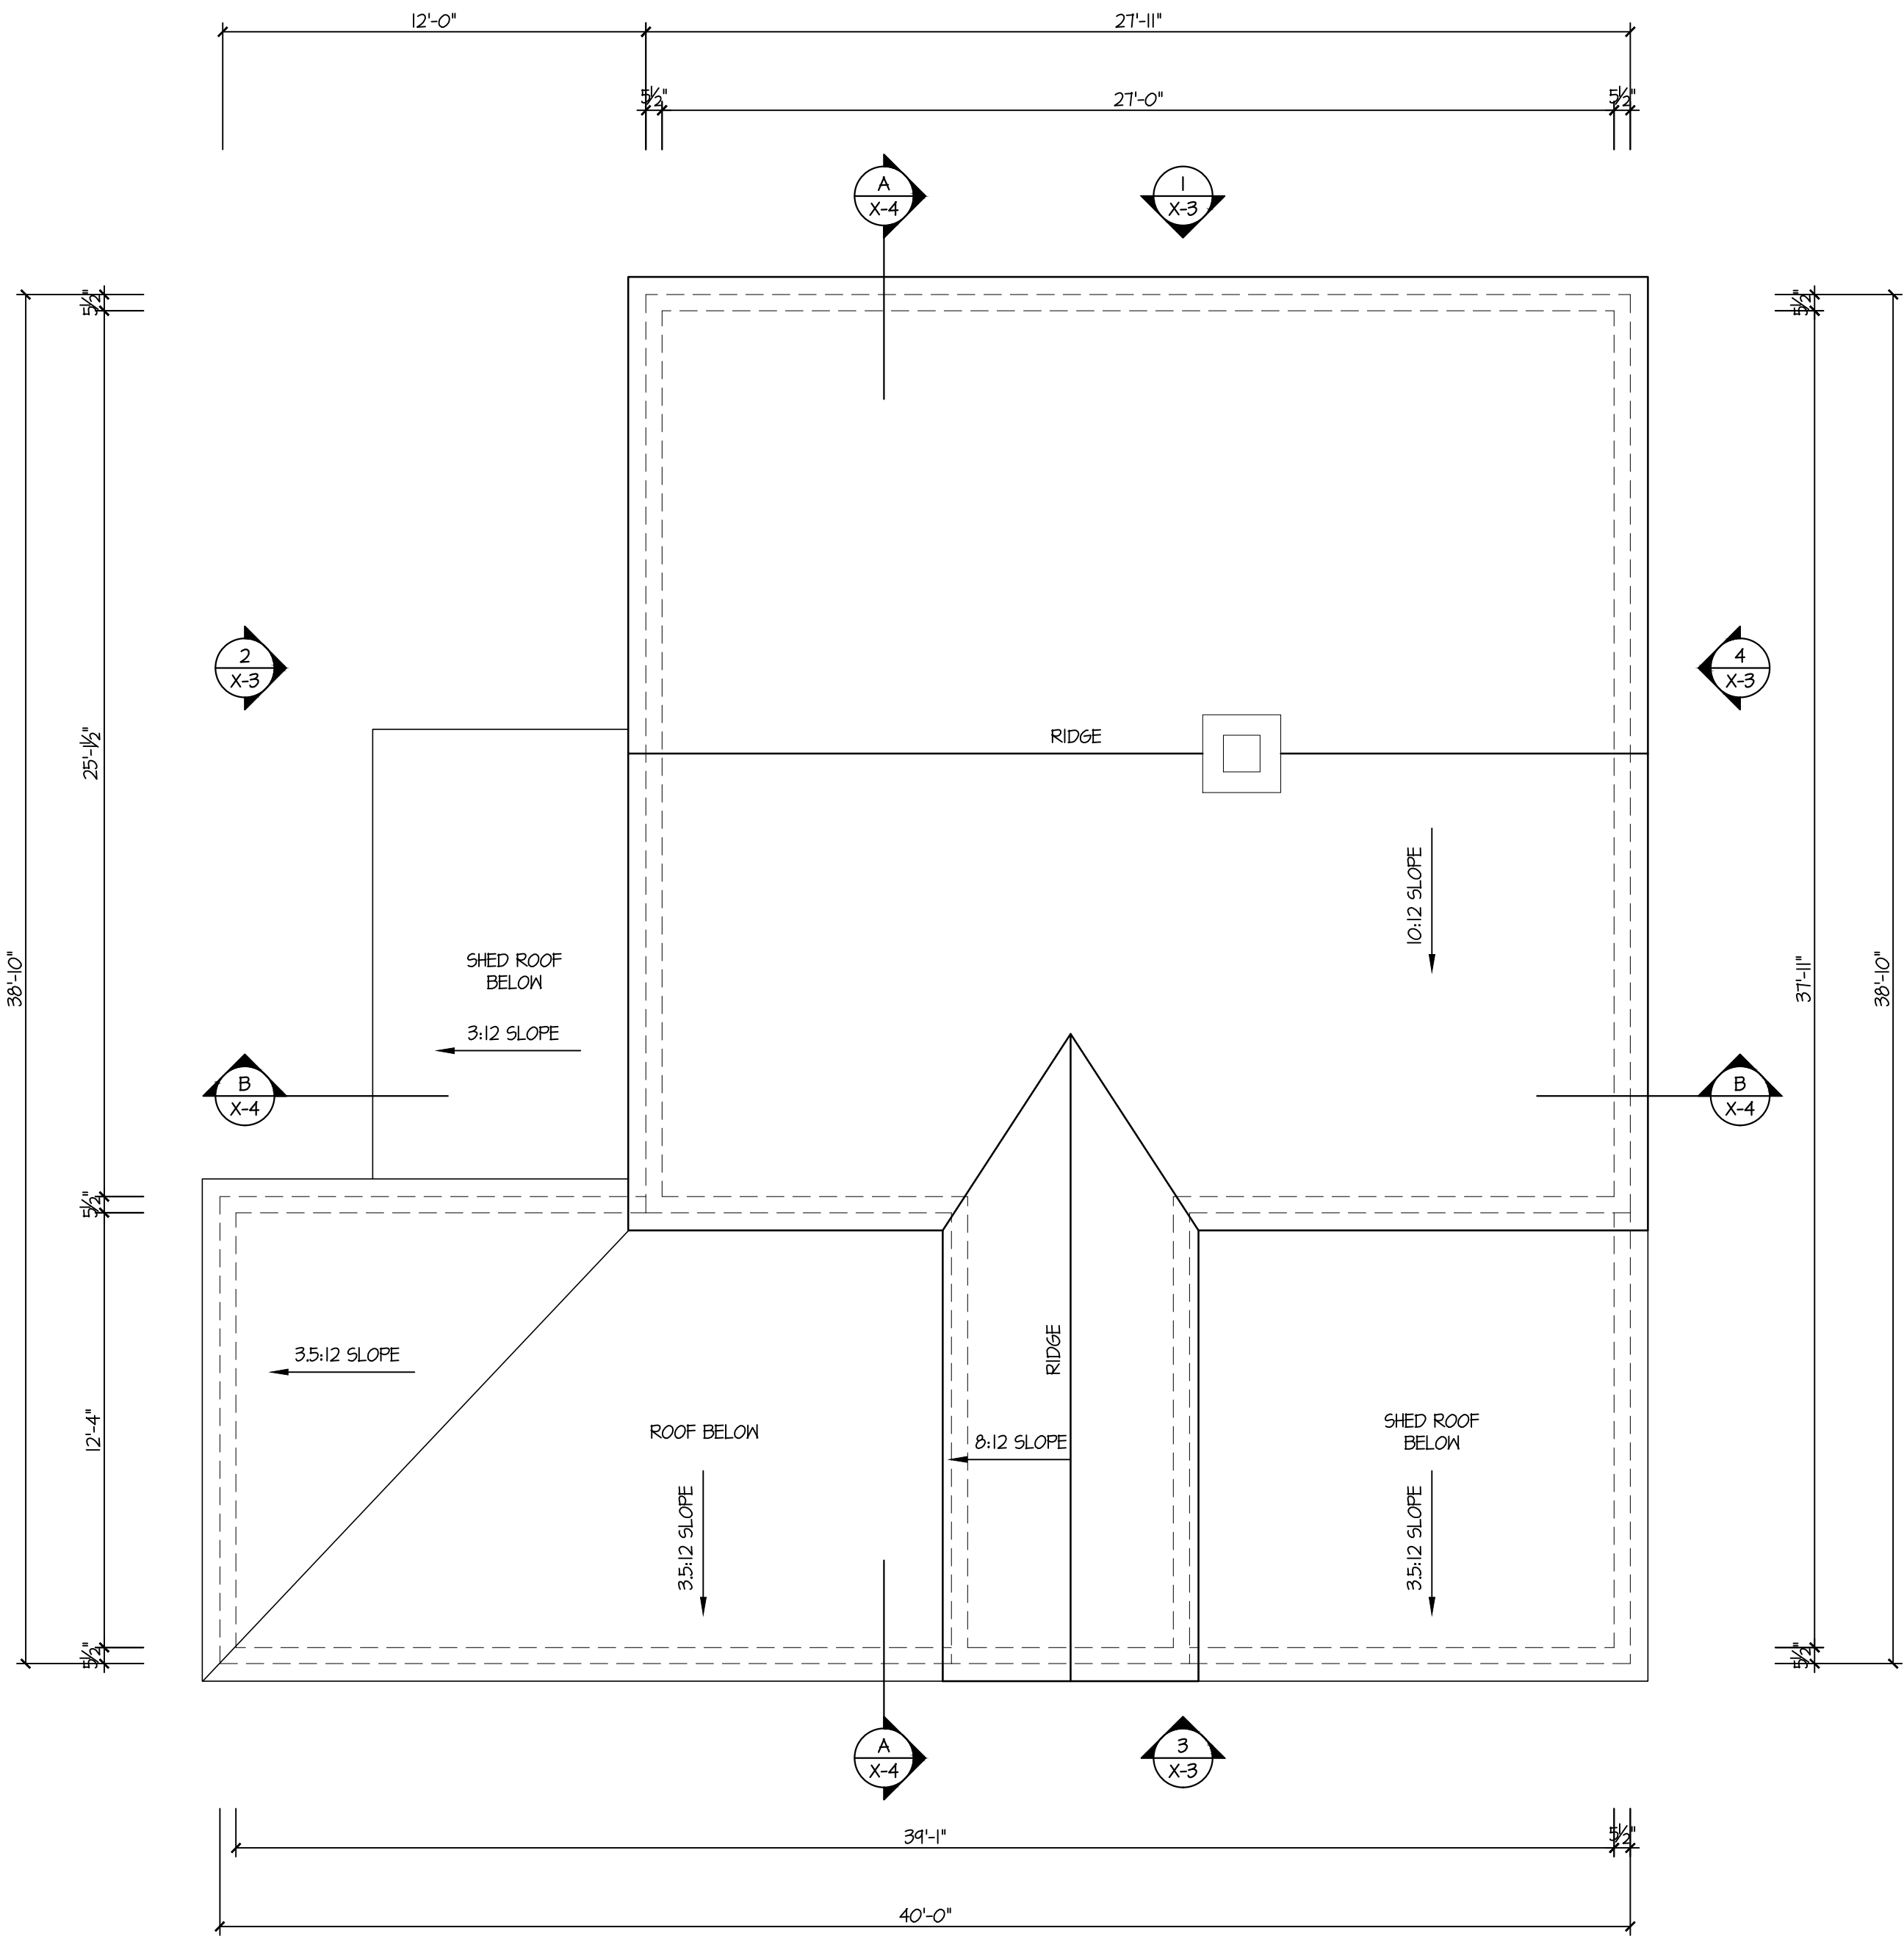 12'-0"
27'-11"
5½"
27'-0"
5½"
A
X-4
1
X-3
5½"
5½"
2
X-3
4
X-3
25'-1½"
RIDGE
10:12 SLOPE
38'-10"
SHED ROOF
BELOW
3:12 SLOPE
37'-11"
38'-10"
B
X-4
B
X-4
5½"
3.5:12 SLOPE
RIDGE
12'-4"
ROOF BELOW
8:12 SLOPE
SHED ROOF
BELOW
3.5:12 SLOPE
3.5:12 SLOPE
5½"
5½"
A
X-4
3
X-3
39'-1"
5½"
40'-0"